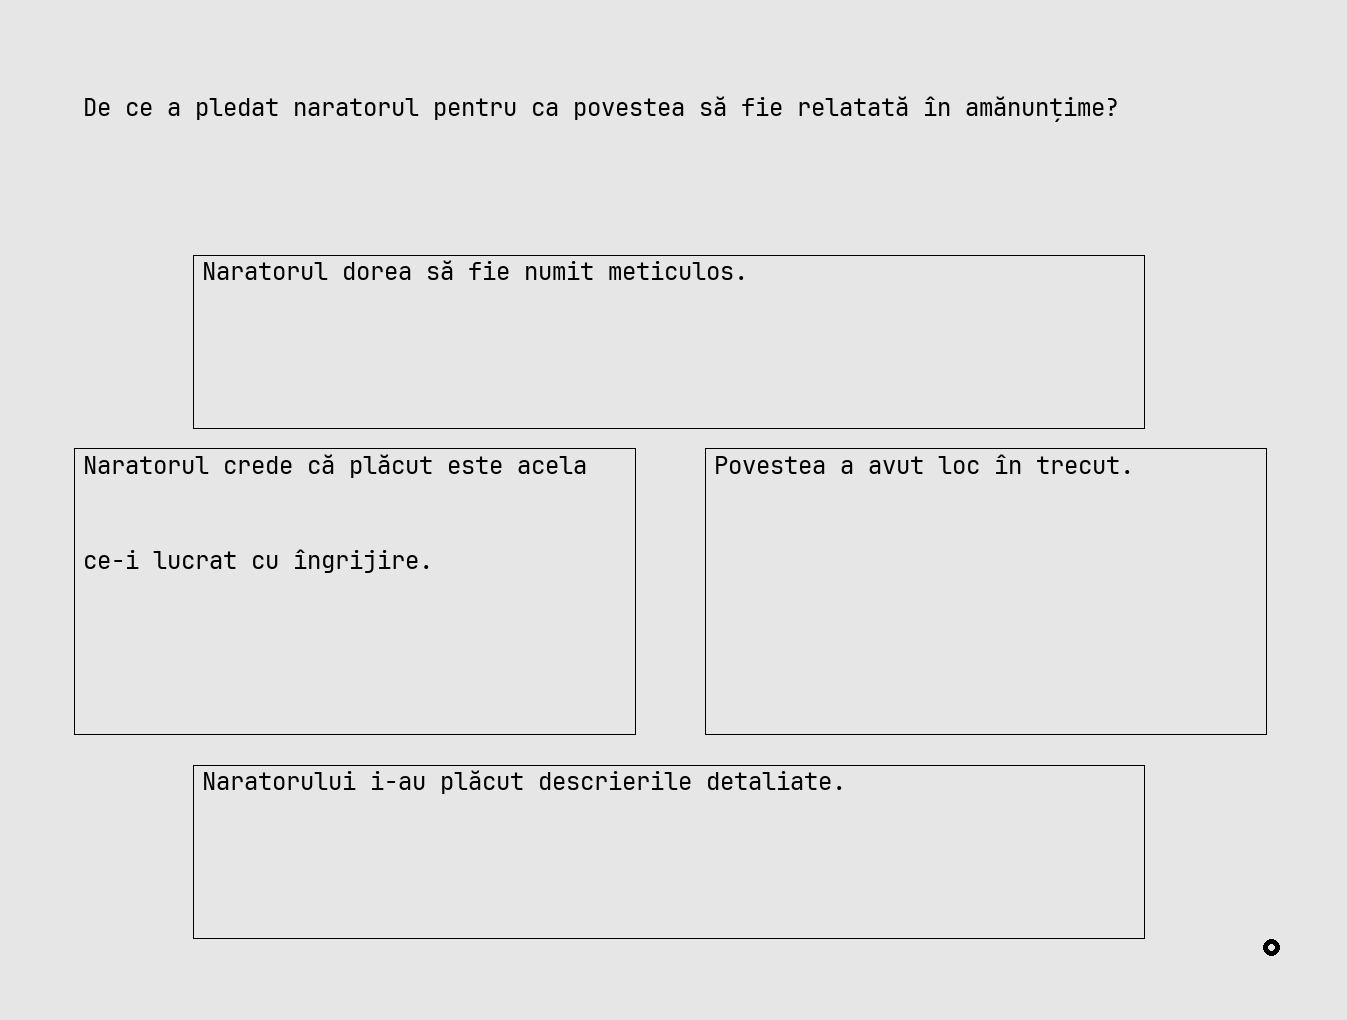 De ce a pledat naratorul pentru ca povestea să fie relatată în amănunțime?
Naratorul dorea să fie numit meticulos.
Naratorul crede că plăcut este acela
ce-i lucrat cu îngrijire.
Povestea a avut loc în trecut.
Naratorului i-au plăcut descrierile detaliate.